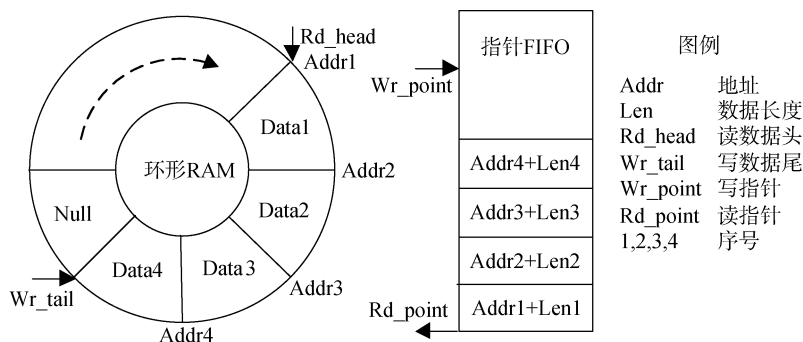 Rd_head
Addr1
Data1
环形RAM
Addr2
Null
Data2
Data4
Data3
Wr_tail
Addr3
Addr4
指针FIFO
Wr_point
Addr4+Len4
Addr3+Len3
Addr2+Len2
Rd_point
Addr1+Len1
图例
Addr 地址
Len 数据长度
Rd_head 读数据头
Wr_tail 写数据尾
Wr_point 写指针
Rd_point 读指针
1,2,3,4 序号